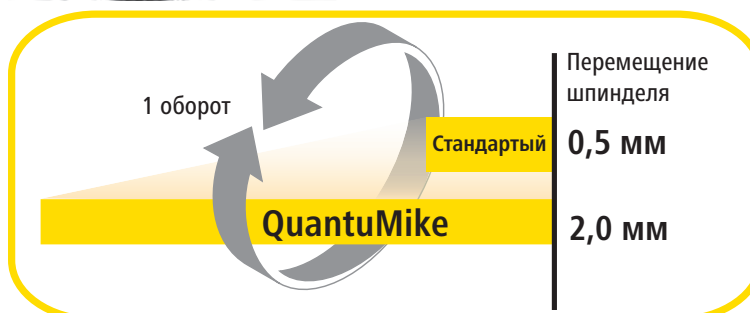 Перемещение
шпинделя
1 оборот
Стандартый
0,5 мм
QuantuMike
2,0 мм